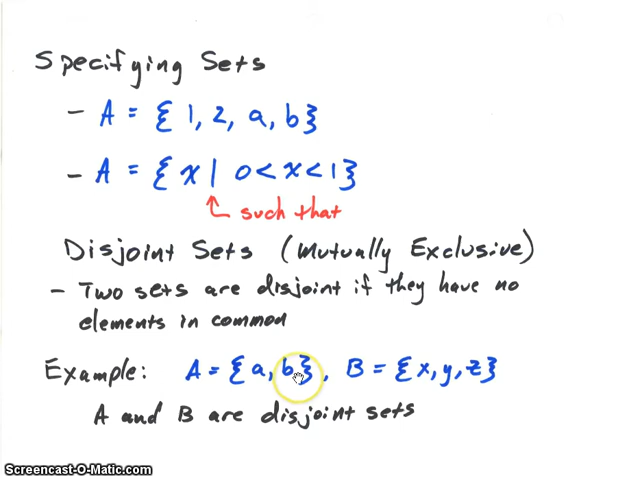 Specifying Sets
- A = { 1, 2, a, b}
- A = { x | 0 < x < 1}
such that
Disjoint Sets (Mutually Exclusive)
- Two sets are disjoint if they have no
elements in common
Example: A = { a, b}, B = { x, y, z}
A and B are disjoint sets
Screencast-O-Matic.com